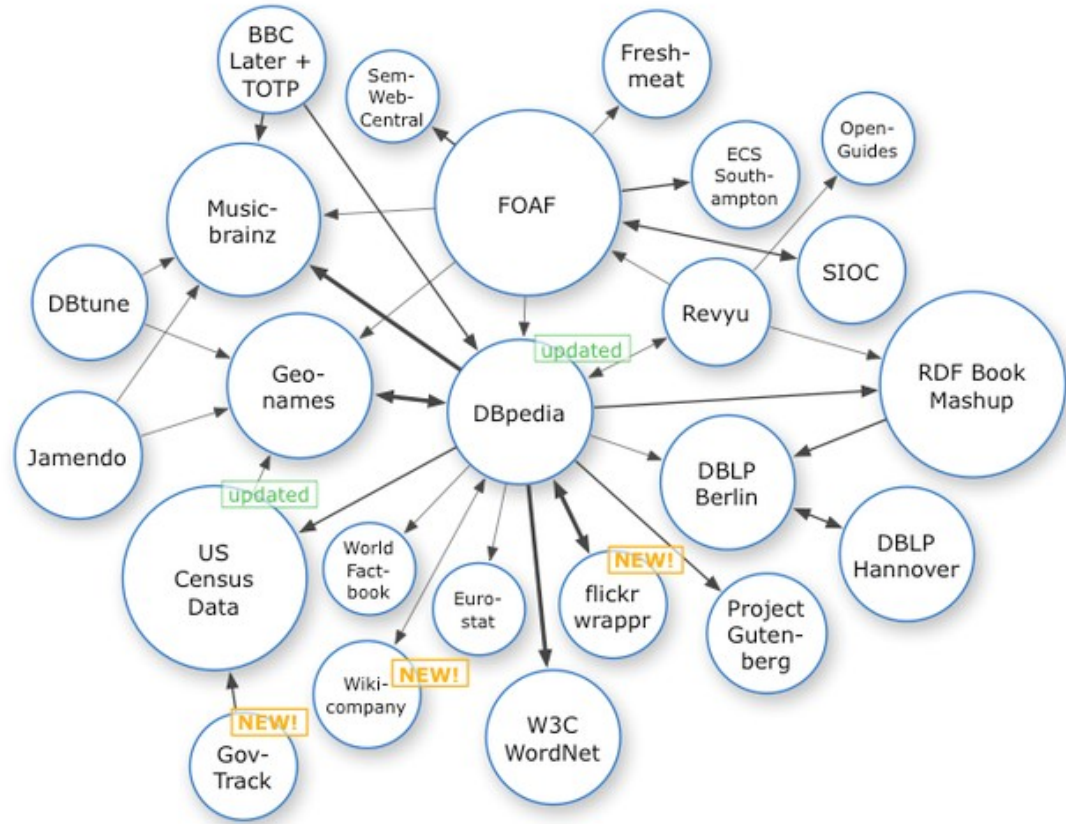 BBC
Later +
TOTP
Sem-
Web-
Central
Fresh-
meat
Open-
Guides
ECS
South-
ampton
FOAF
Music-
brainz
SIOC
DBtune
Revyu
updated
RDF Book
Mashup
Geo-
names
DBpedia
Jamendo
DBLP
Berlin
updated
US
Census
Data
World
Fact-
book
Euro-
stat
NEW!
flickr
wrappr
DBLP
Hannover
Project
Guten-
berg
NEW!
Wiki-
company
W3C
WordNet
NEW!
Gov-
Track